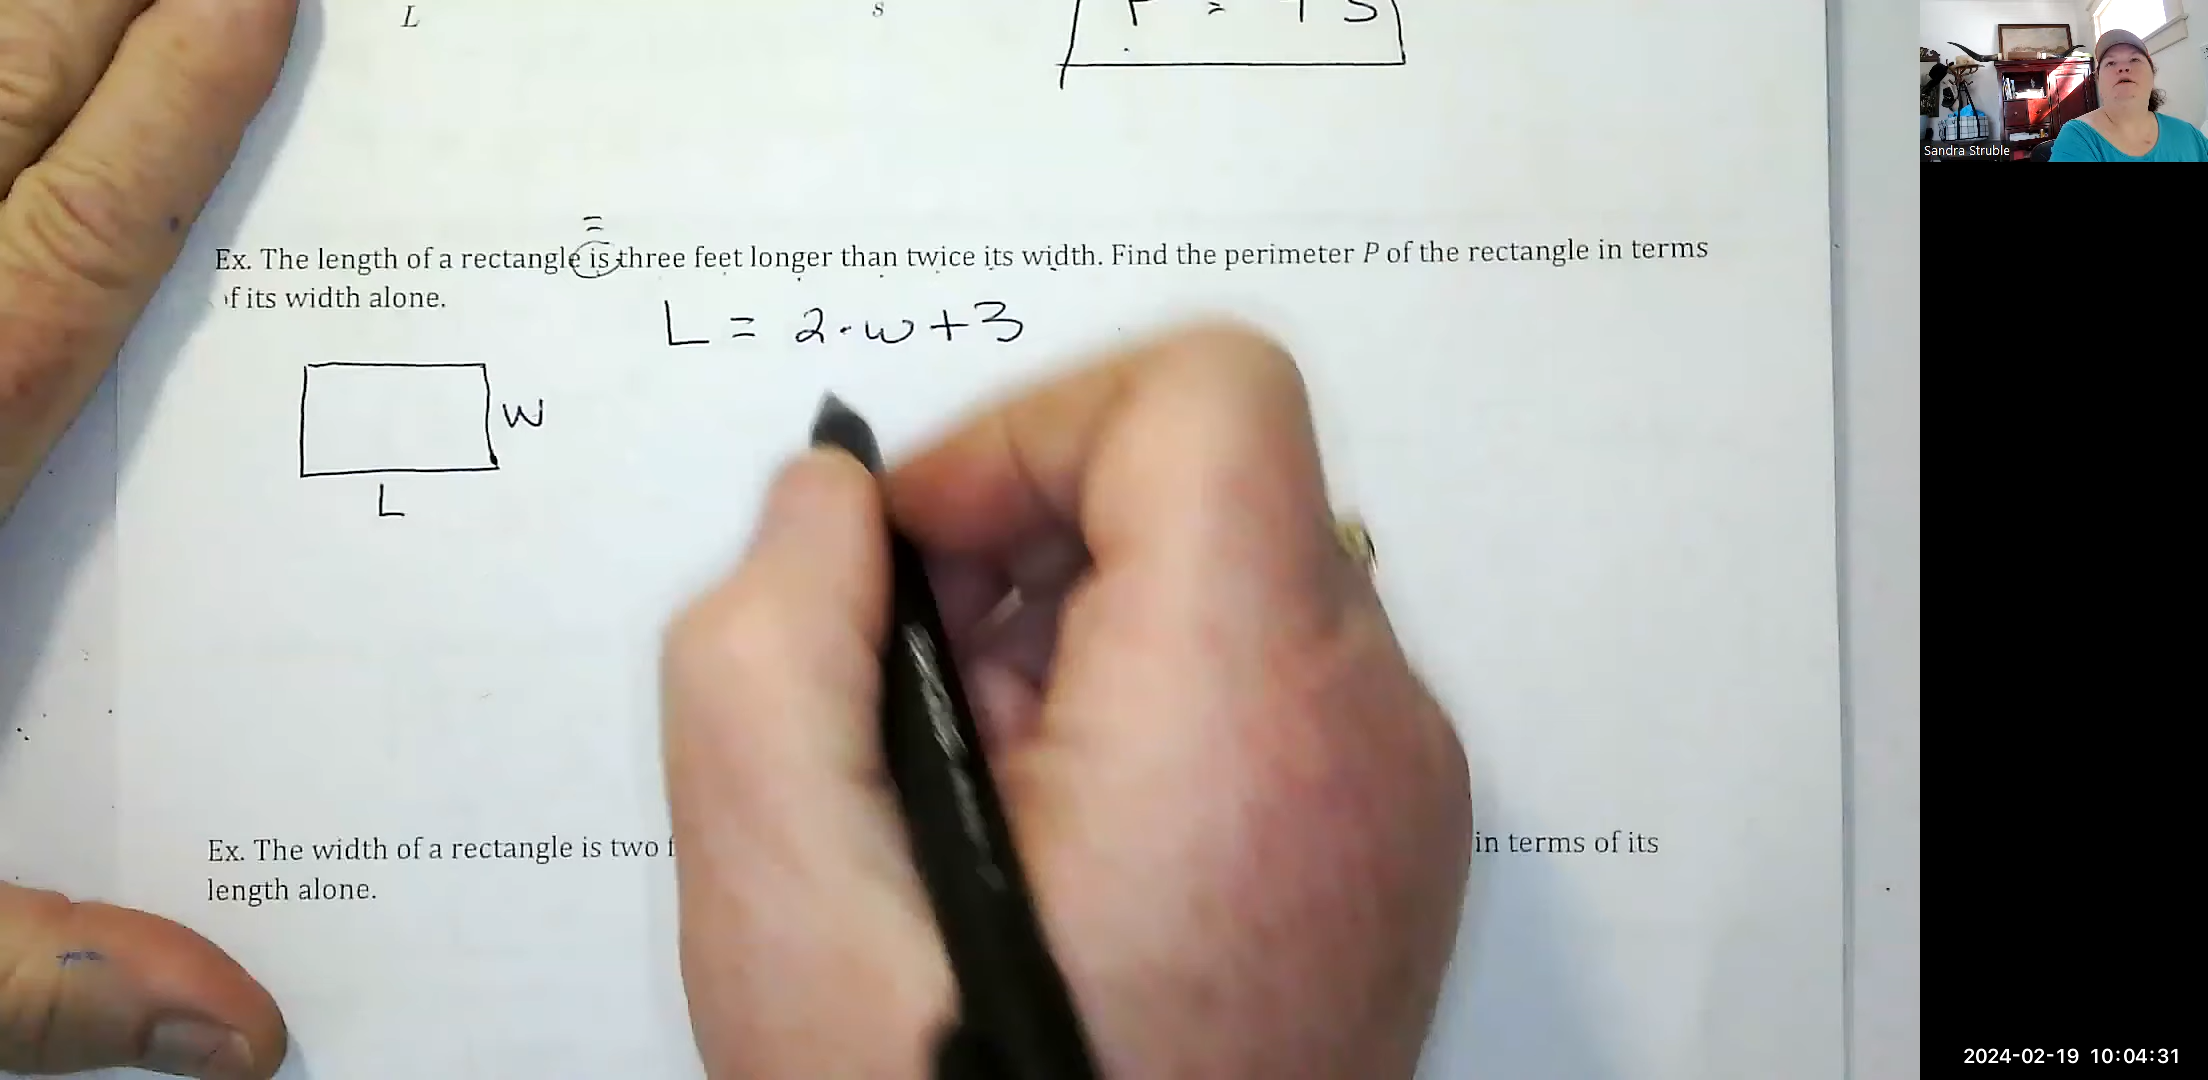 L
s
P = 4 S
=
Ex. The length of a rectangle is three feet longer than twice its width. Find the perimeter P of the rectangle in terms
f its width alone.
L = 2·w+3
W
L
Ex. The width of a rectangle is two
in terms of its
length alone.
Sandra Struble
2024-02-19 10:04:31